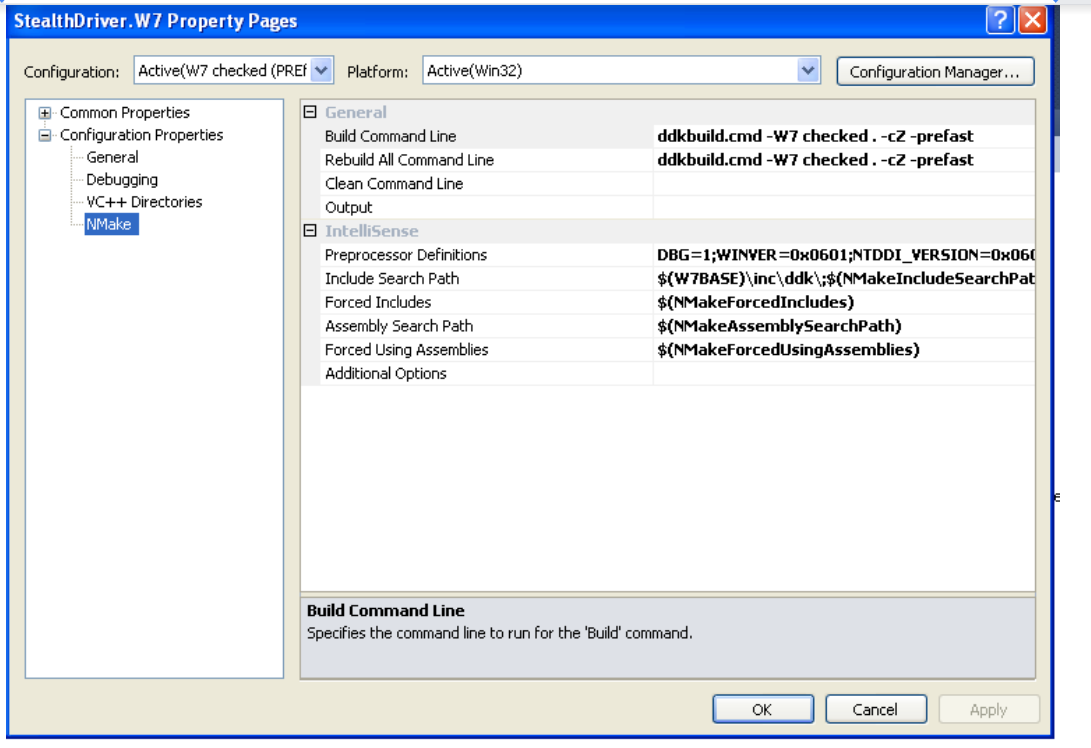 StealthDriver.W7 Property Pages
Configuration: Active(W7 checked (PREf Platform: Active(Win32) Configuration Manager...
Common Properties
Configuration Properties
General
Debugging
VC++ Directories
NMake
General
Build Command Line ddkbuild.cmd -W7 checked . -cZ -prefast
Rebuild All Command Line ddkbuild.cmd -W7 checked . -cZ -prefast
Clean Command Line
Output
IntelliSense
Preprocessor Definitions DBG=1;WINVER=0x0601;NTDDI_VERSION=0x060
Include Search Path $(W7BASE)\inc\ddk\;$(NMakeIncludeSearchPat
Forced Includes $(NMakeForcedIncludes)
Assembly Search Path $(NMakeAssemblySearchPath)
Forced Using Assemblies $(NMakeForcedUsingAssemblies)
Additional Options
Build Command Line
Specifies the command line to run for the 'Build' command.
OK Cancel Apply